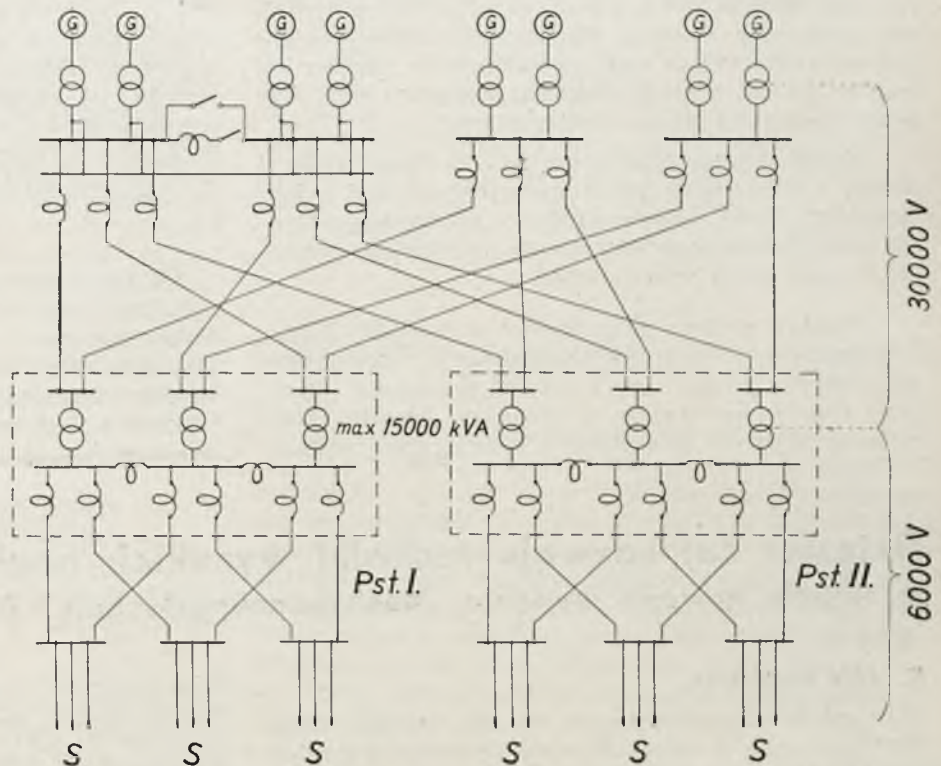 G G G G G G G G
30000 V
max 15000 kVA
Pst. I.
Pst. II.
6000 V
S S S S S S